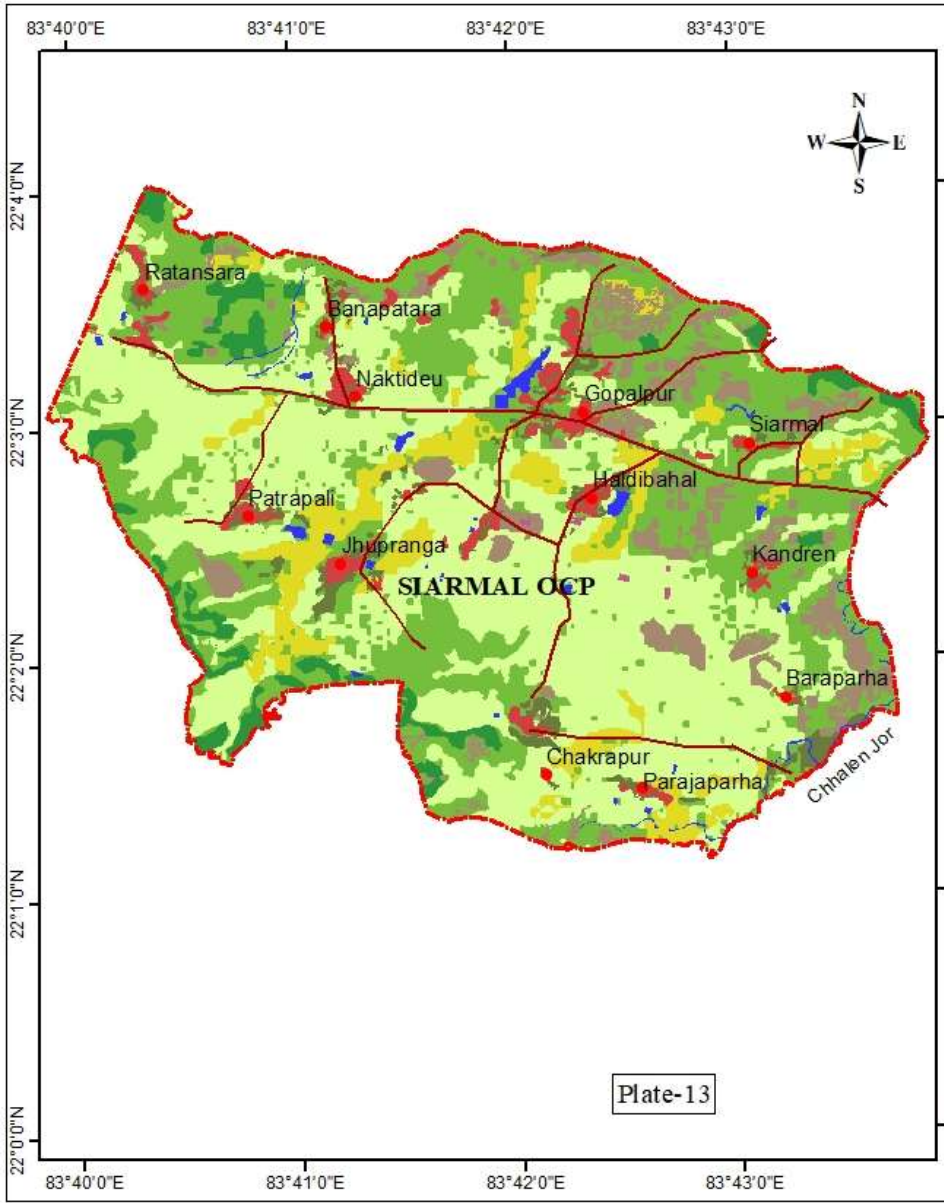 83°40'0"E 83°41'0"E 83°42'0"E 83°43'0"E
N
W E
S
22°4'0"N
Ratansara
Banapatara
Naktideu
Gopalpur
22°3'0"N
Siarmal
Haldibahal
Patrapali
Jhupranga
Kandren
SIARMAL OCP
22°2'0"N
Baraparha
Chakrapur
Parajaparha
Chhalen Jor
22°1'0"N
Plate-13
22°0'0"N
83°40'0"E 83°41'0"E 83°42'0"E 83°43'0"E